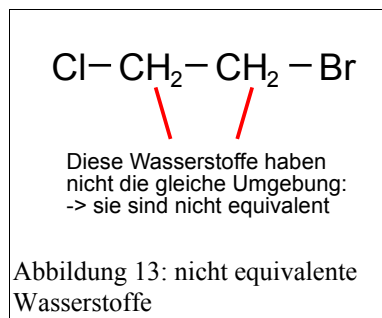 Cl–CH₂–CH₂–Br
Diese Wasserstoffe haben
nicht die gleiche Umgebung:
-> sie sind nicht equivalent
Abbildung 13: nicht equivalente
Wasserstoffe